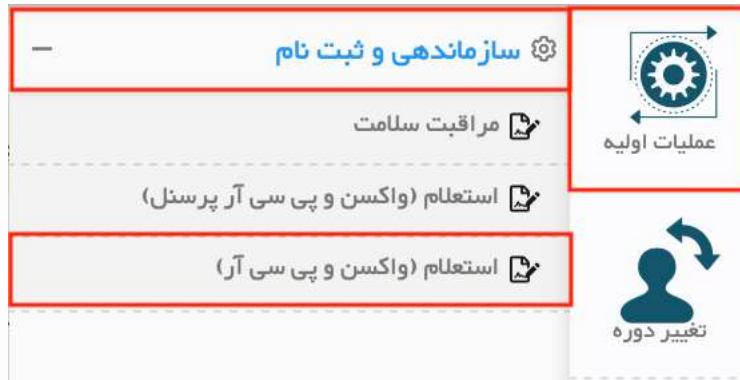 عملیات اولیه
تغییر دوره
سازماندهی و ثبت نام
مراقبت سلامت
استعلام (واکسن و پی سی آر پرسنل)
استعلام (واکسن و پی سی آر)